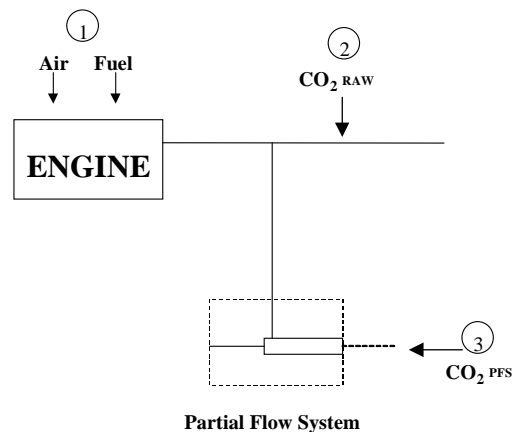 1
Air Fuel
2
CO2 RAW
ENGINE
3
CO2 PFS
Partial Flow System